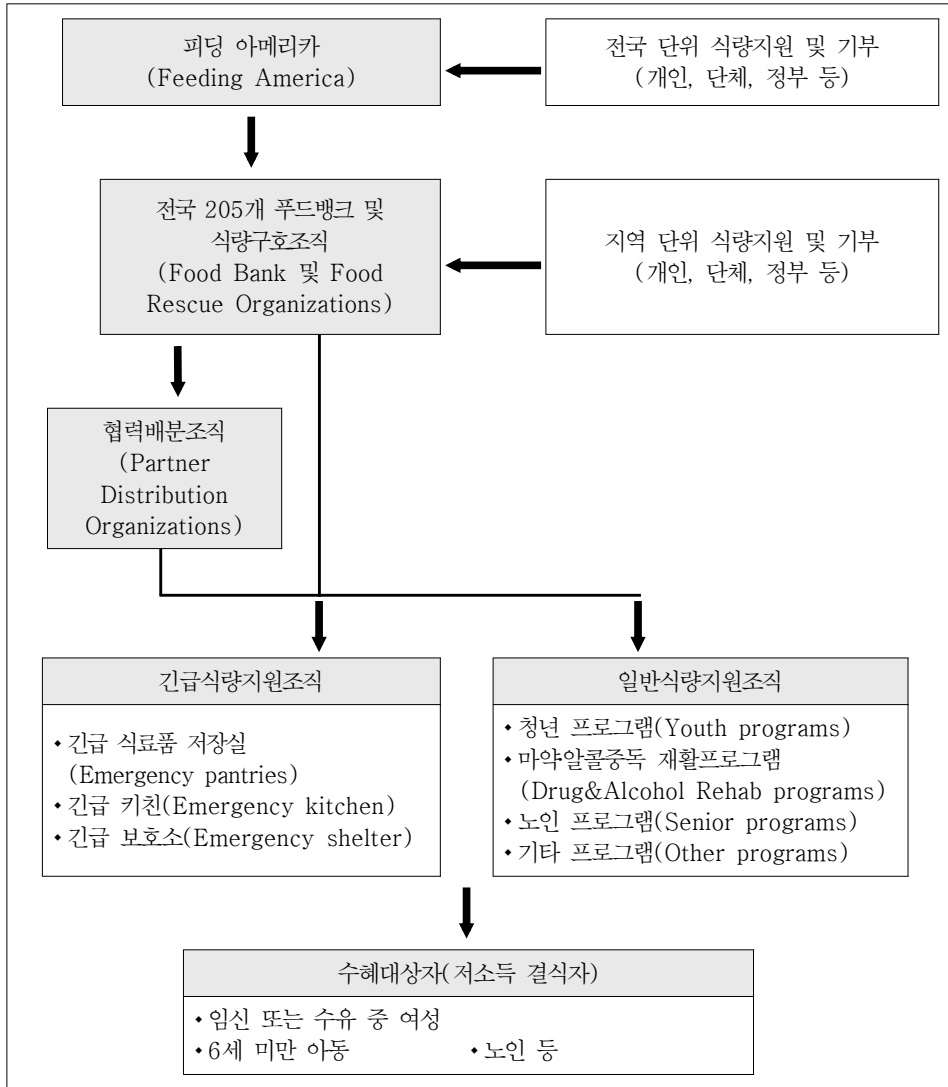 피딩 아메리카
(Feeding America)
전국 단위 식량지원 및 기부
(개인, 단체, 정부 등)
전국 205개 푸드뱅크 및
식량구호조직
(Food Bank 및 Food
Rescue Organizations)
지역 단위 식량지원 및 기부
(개인, 단체, 정부 등)
협력배분조직
(Partner
Distribution
Organizations)
긴급식량지원조직
• 긴급 식료품 저장실
(Emergency pantries)
• 긴급 키친(Emergency kitchen)
• 긴급 보호소(Emergency shelter)
일반식량지원조직
• 청년 프로그램(Youth programs)
• 마약알콜중독 재활프로그램
(Drug&Alcohol Rehab programs)
• 노인 프로그램(Senior programs)
• 기타 프로그램(Other programs)
수혜대상자(저소득 결식자)
• 임신 또는 수유 중 여성
• 6세 미만 아동 • 노인 등